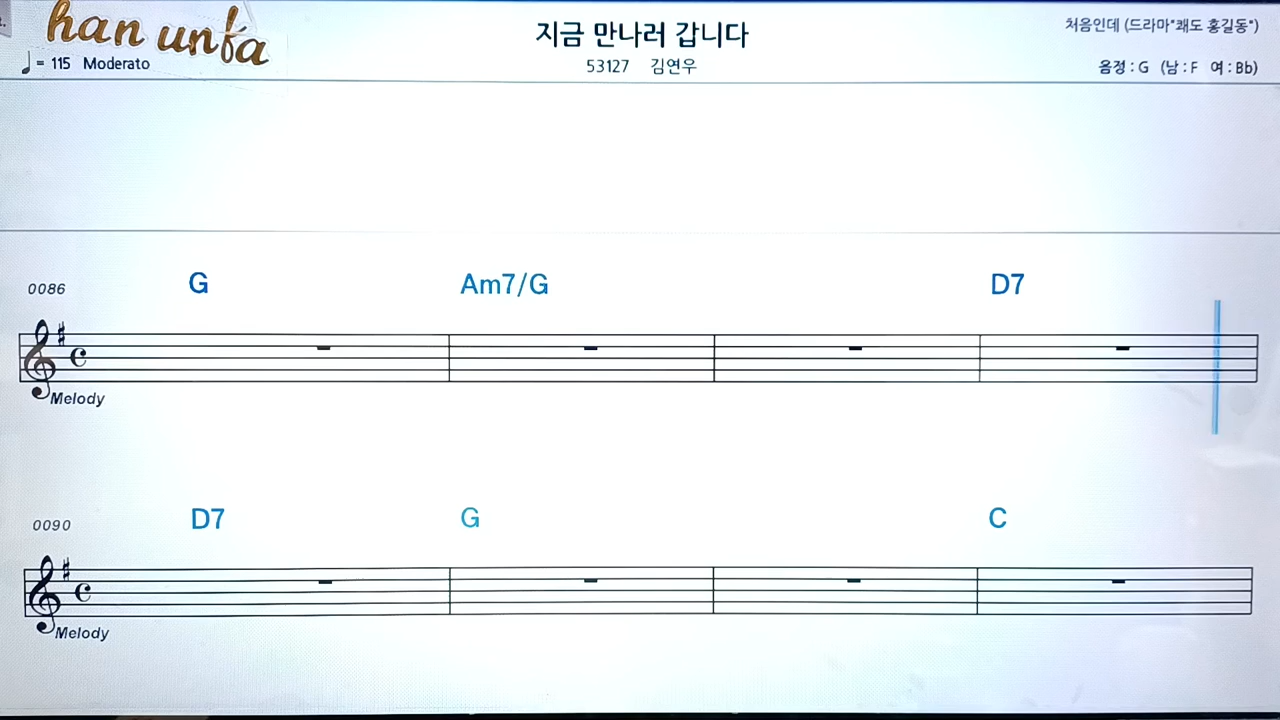 han unfa
지금 만나러 갑니다
처음인데 (드라마"쾌도 홍길동")
♩ = 115 Moderato
53127 김연우
음정 : G (남 : F 여 : Bb)
0086 G Am7/G D7
Melody
0090 D7 G C
Melody